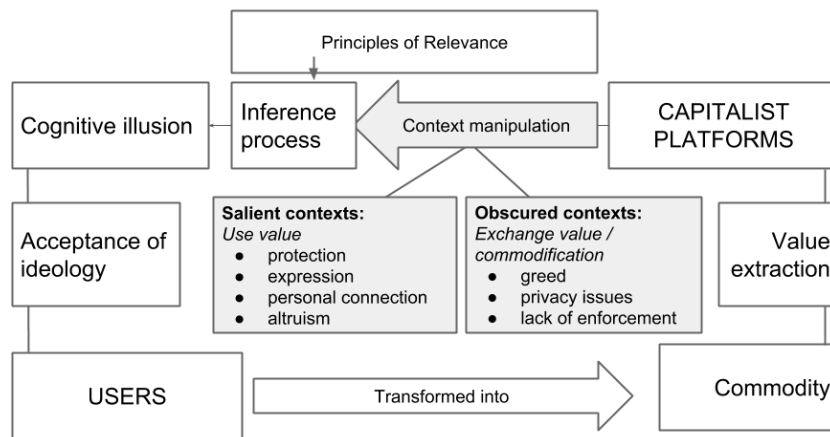 Principles of Relevance
Cognitive illusion
Inference
process
Context manipulation
CAPITALIST
PLATFORMS
Acceptance of
ideology
Salient contexts:
Use value
● protection
● expression
● personal connection
● altruism
Obscured contexts:
Exchange value /
commodification
● greed
● privacy issues
● lack of enforcement
Value
extraction
USERS
Transformed into
Commodity